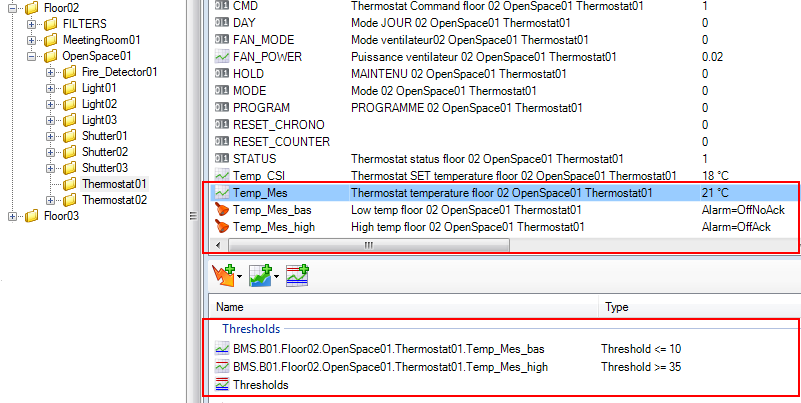 Floor02
FILTERS
MeetingRoom01
OpenSpace01
Fire_Detector01
Light01
Light02
Light03
Shutter01
Shutter02
Shutter03
Thermostat01
Thermostat02
Floor03
CMD Thermostat Command floor 02 OpenSpace01 Thermostat01 1
DAY Mode JOUR 02 OpenSpace01 Thermostat01 0
FAN_MODE Mode ventilateur02 OpenSpace01 Thermostat01 0
FAN_POWER Puissance ventilateur 02 OpenSpace01 Thermostat01 0.02
HOLD MAINTENU 02 OpenSpace01 Thermostat01 0
MODE Mode 02 OpenSpace01 Thermostat01 0
PROGRAM PROGRAMME 02 OpenSpace01 Thermostat01 0
RESET_CHRONO 0
RESET_COUNTER 0
STATUS Thermostat status floor 02 OpenSpace01 Thermostat01 1
Temp_CSI Thermostat SET temperature floor 02 OpenSpace01 Thermostat01 18 °C
Temp_Mes Thermostat temperature floor 02 OpenSpace01 Thermostat01 21 °C
Temp_Mes_bas Low temp floor 02 OpenSpace01 Thermostat01 Alarm=OffNoAck
Temp_Mes_high High temp floor 02 OpenSpace01 Thermostat01 Alarm=OffAck
Name Type
Thresholds
BMS.B01.Floor02.OpenSpace01.Thermostat01.Temp_Mes_bas Threshold <= 10
BMS.B01.Floor02.OpenSpace01.Thermostat01.Temp_Mes_high Threshold >= 35
Thresholds